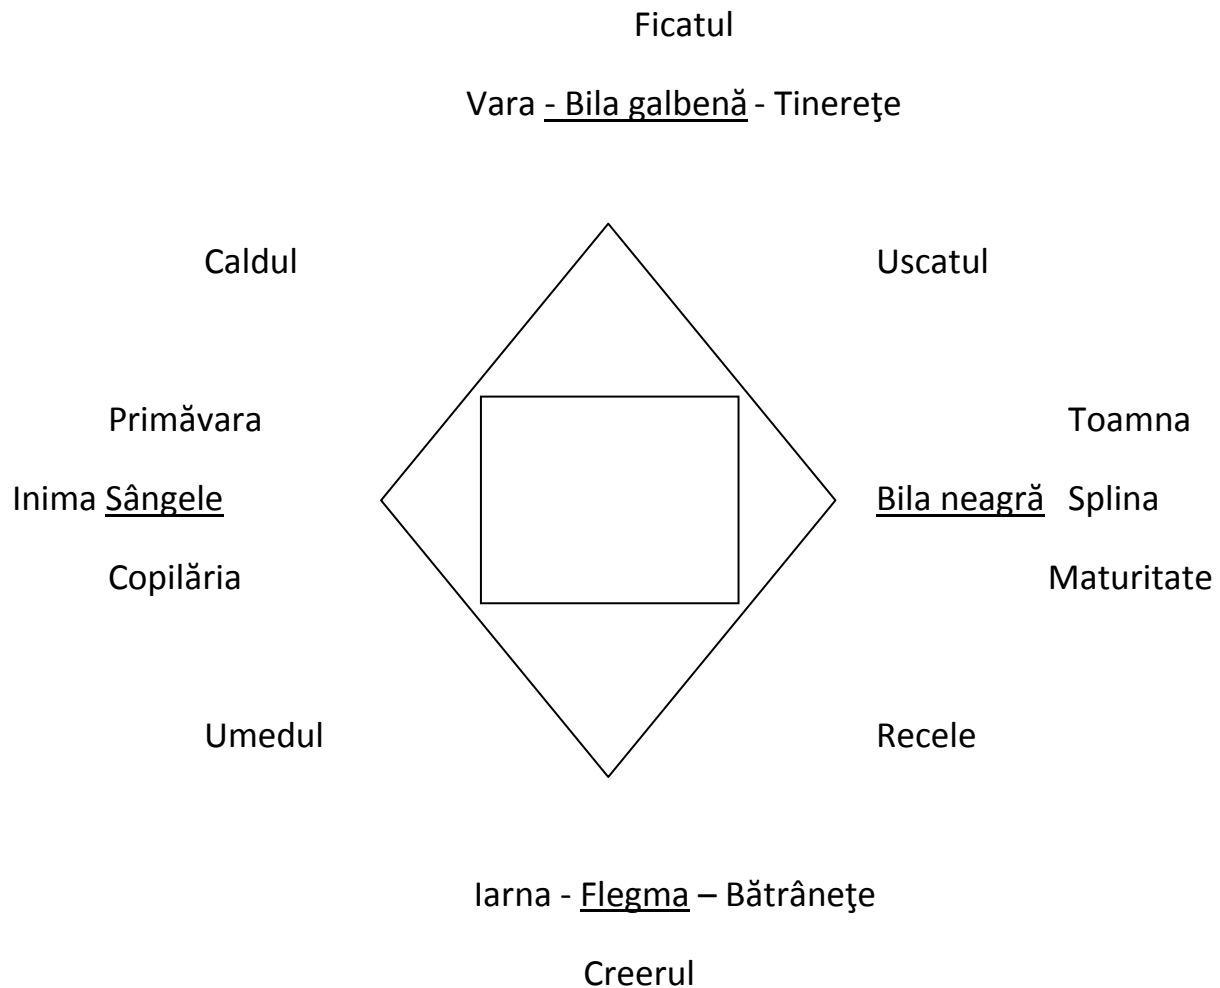 Ficatul
Vara - Bila galbenă - Tinereţe
Caldul Uscatul
Primăvara Toamna
Inima Sângele Bila neagră Splina
Copilăria Maturitate
Umedul Recele
Iarna - Flegma – Bătrâneţe
Creerul